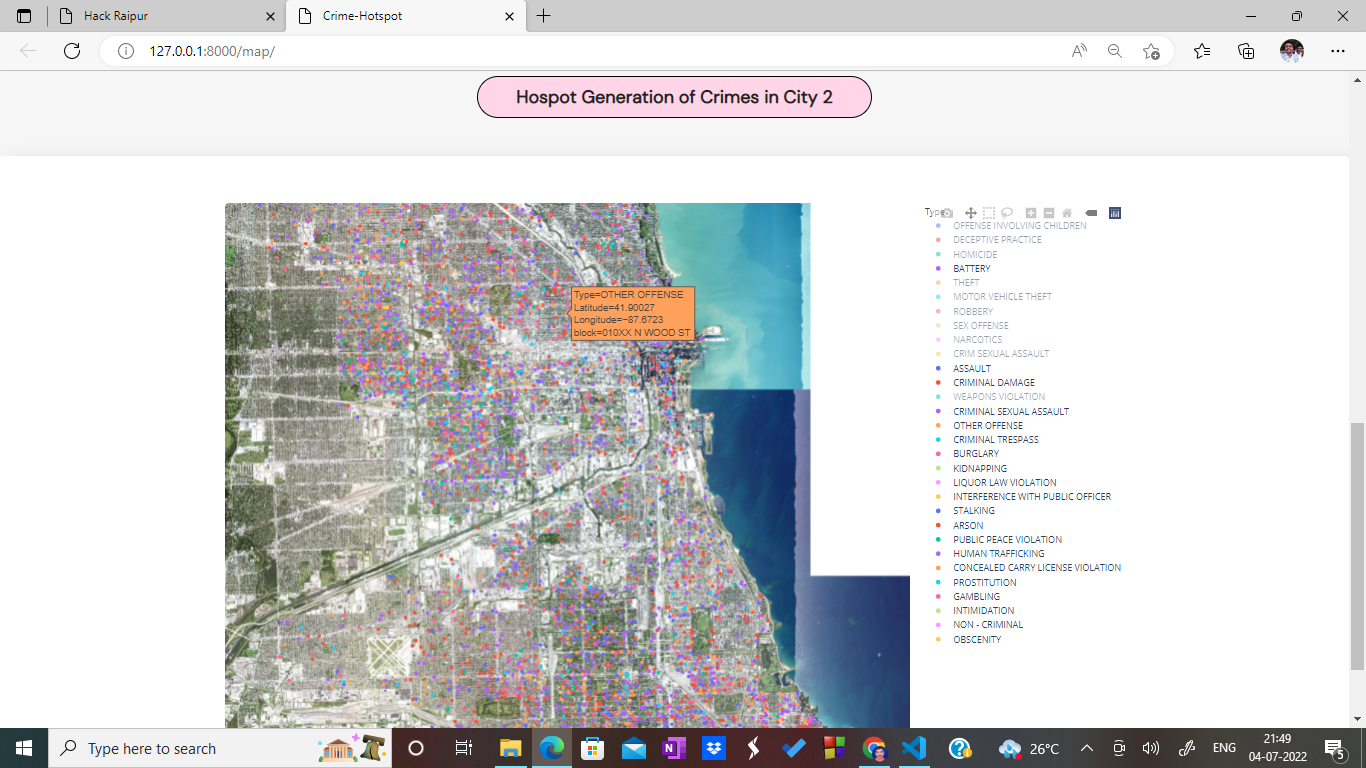 Hack Raipur
Crime-Hotspot
127.0.0.1:8000/map/
Hospot Generation of Crimes in City 2
Type
OFFENSE INVOLVING CHILDREN
DECEPTIVE PRACTICE
HOMICIDE
BATTERY
THEFT
MOTOR VEHICLE THEFT
ROBBERY
SEX OFFENSE
NARCOTICS
CRIM SEXUAL ASSAULT
ASSAULT
CRIMINAL DAMAGE
WEAPONS VIOLATION
CRIMINAL SEXUAL ASSAULT
OTHER OFFENSE
CRIMINAL TRESPASS
BURGLARY
KIDNAPPING
LIQUOR LAW VIOLATION
INTERFERENCE WITH PUBLIC OFFICER
STALKING
ARSON
PUBLIC PEACE VIOLATION
HUMAN TRAFFICKING
CONCEALED CARRY LICENSE VIOLATION
PROSTITUTION
GAMBLING
INTIMIDATION
NON - CRIMINAL
OBSCENITY
Type=OTHER OFFENSE
Latitude=41.90027
Longitude=−87.6723
block=010XX N WOOD ST
Type here to search
26°C
ENG
21:49
04-07-2022
5